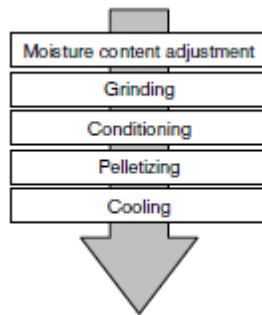 Moisture content adjustment
Grinding
Conditioning
Pelletizing
Cooling